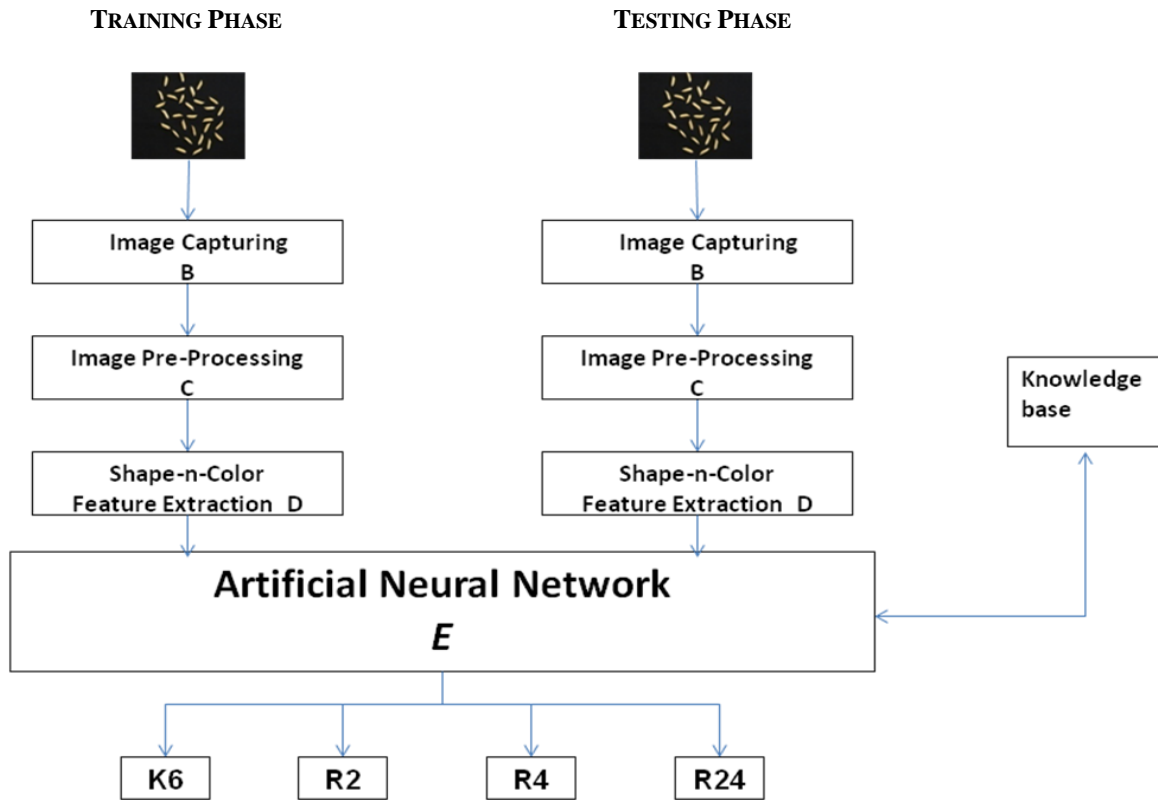 TRAINING PHASE
TESTING PHASE
Image Capturing
B
Image Capturing
B
Image Pre-Processing
C
Image Pre-Processing
C
Knowledge
base
Shape-n-Color
Feature Extraction D
Shape-n-Color
Feature Extraction D
Artificial Neural Network
E
K6
R2
R4
R24